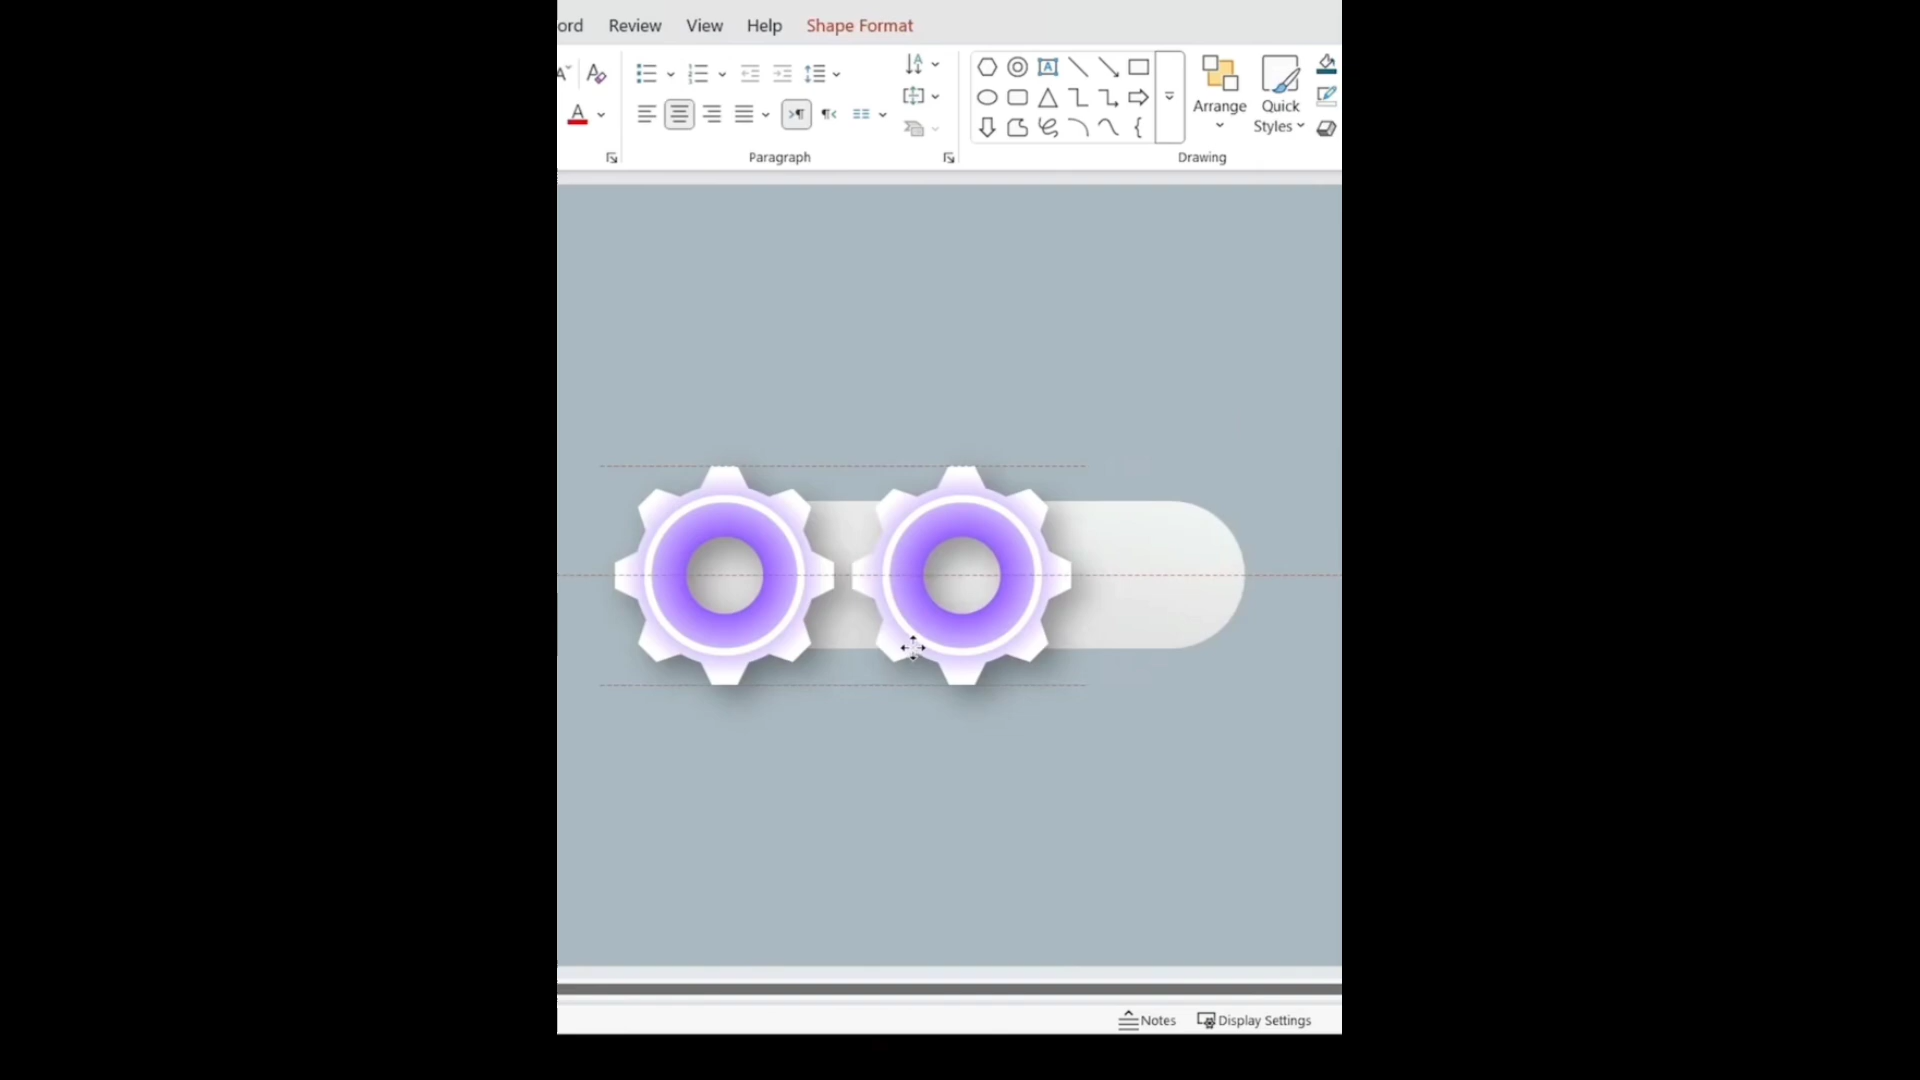 ord Review View Help Shape Format
A A
A
A
A
Arrange
Quick
Styles
Paragraph
Drawing
Notes Display Settings